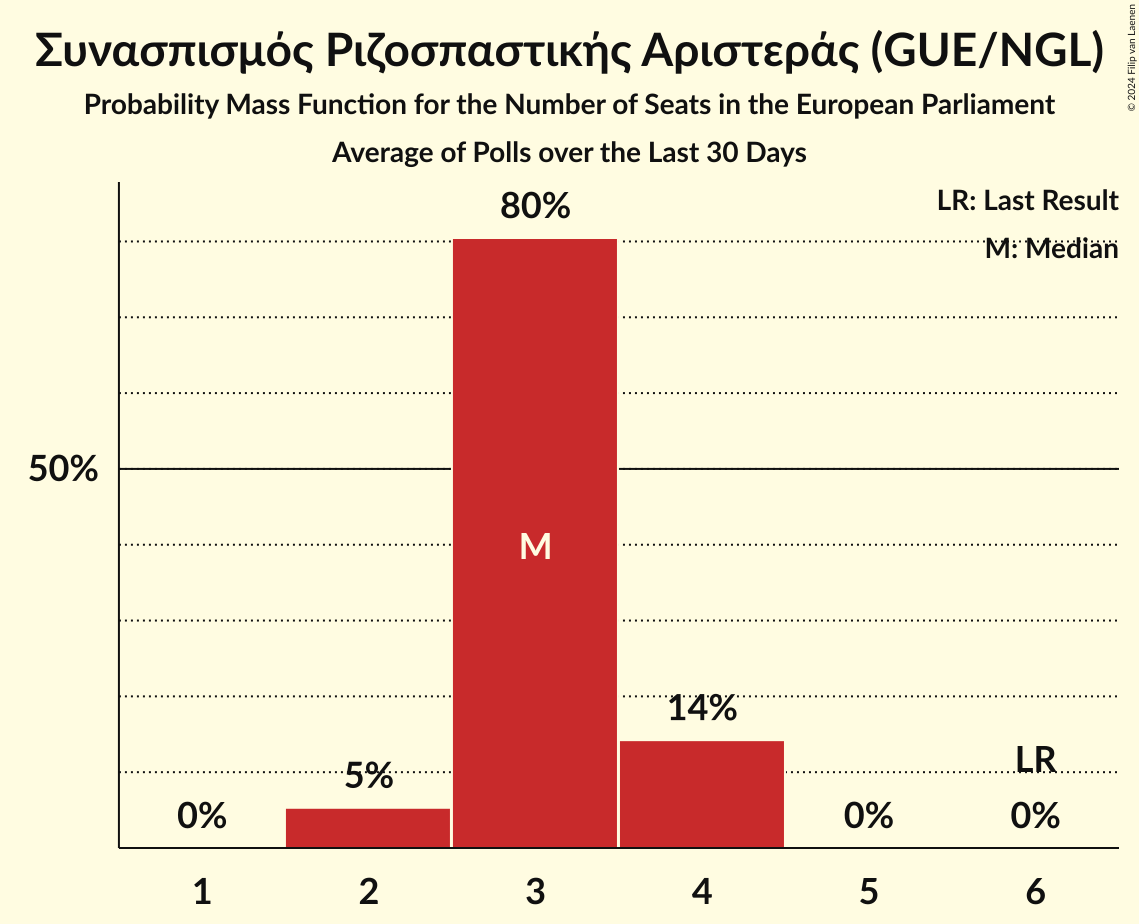 Συνασπισμός Ριζοσπαστικής Αριστεράς (GUE/NGL)
Probability Mass Function for the Number of Seats in the European Parliament
Average of Polls over the Last 30 Days
© 2024 Filip van Laenen
LR: Last Result
M: Median
80%
50%
M
14%
5%
LR
0%
0%
0%
1
2
3
4
5
6